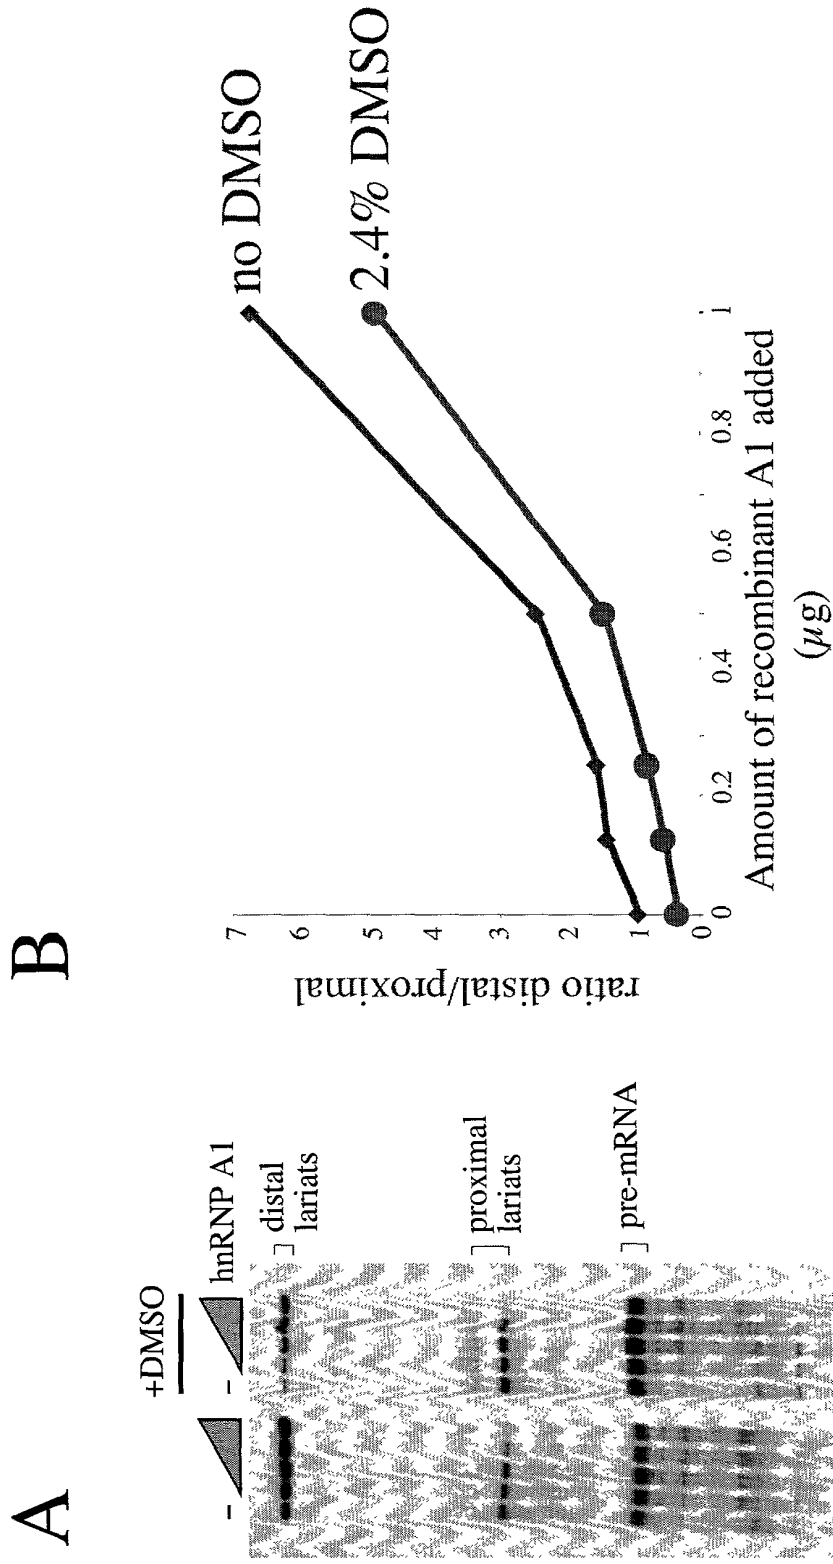 A
+DMSO
-
-
hnRNP A1
distal
lariats
proximal
lariats
pre-mRNA
B
ratio distal/proximal
7
6
5
4
3
2
1
0
0
0.2
0.4
0.6
0.8
1
Amount of recombinant A1 added
(µg)
no DMSO
2.4% DMSO